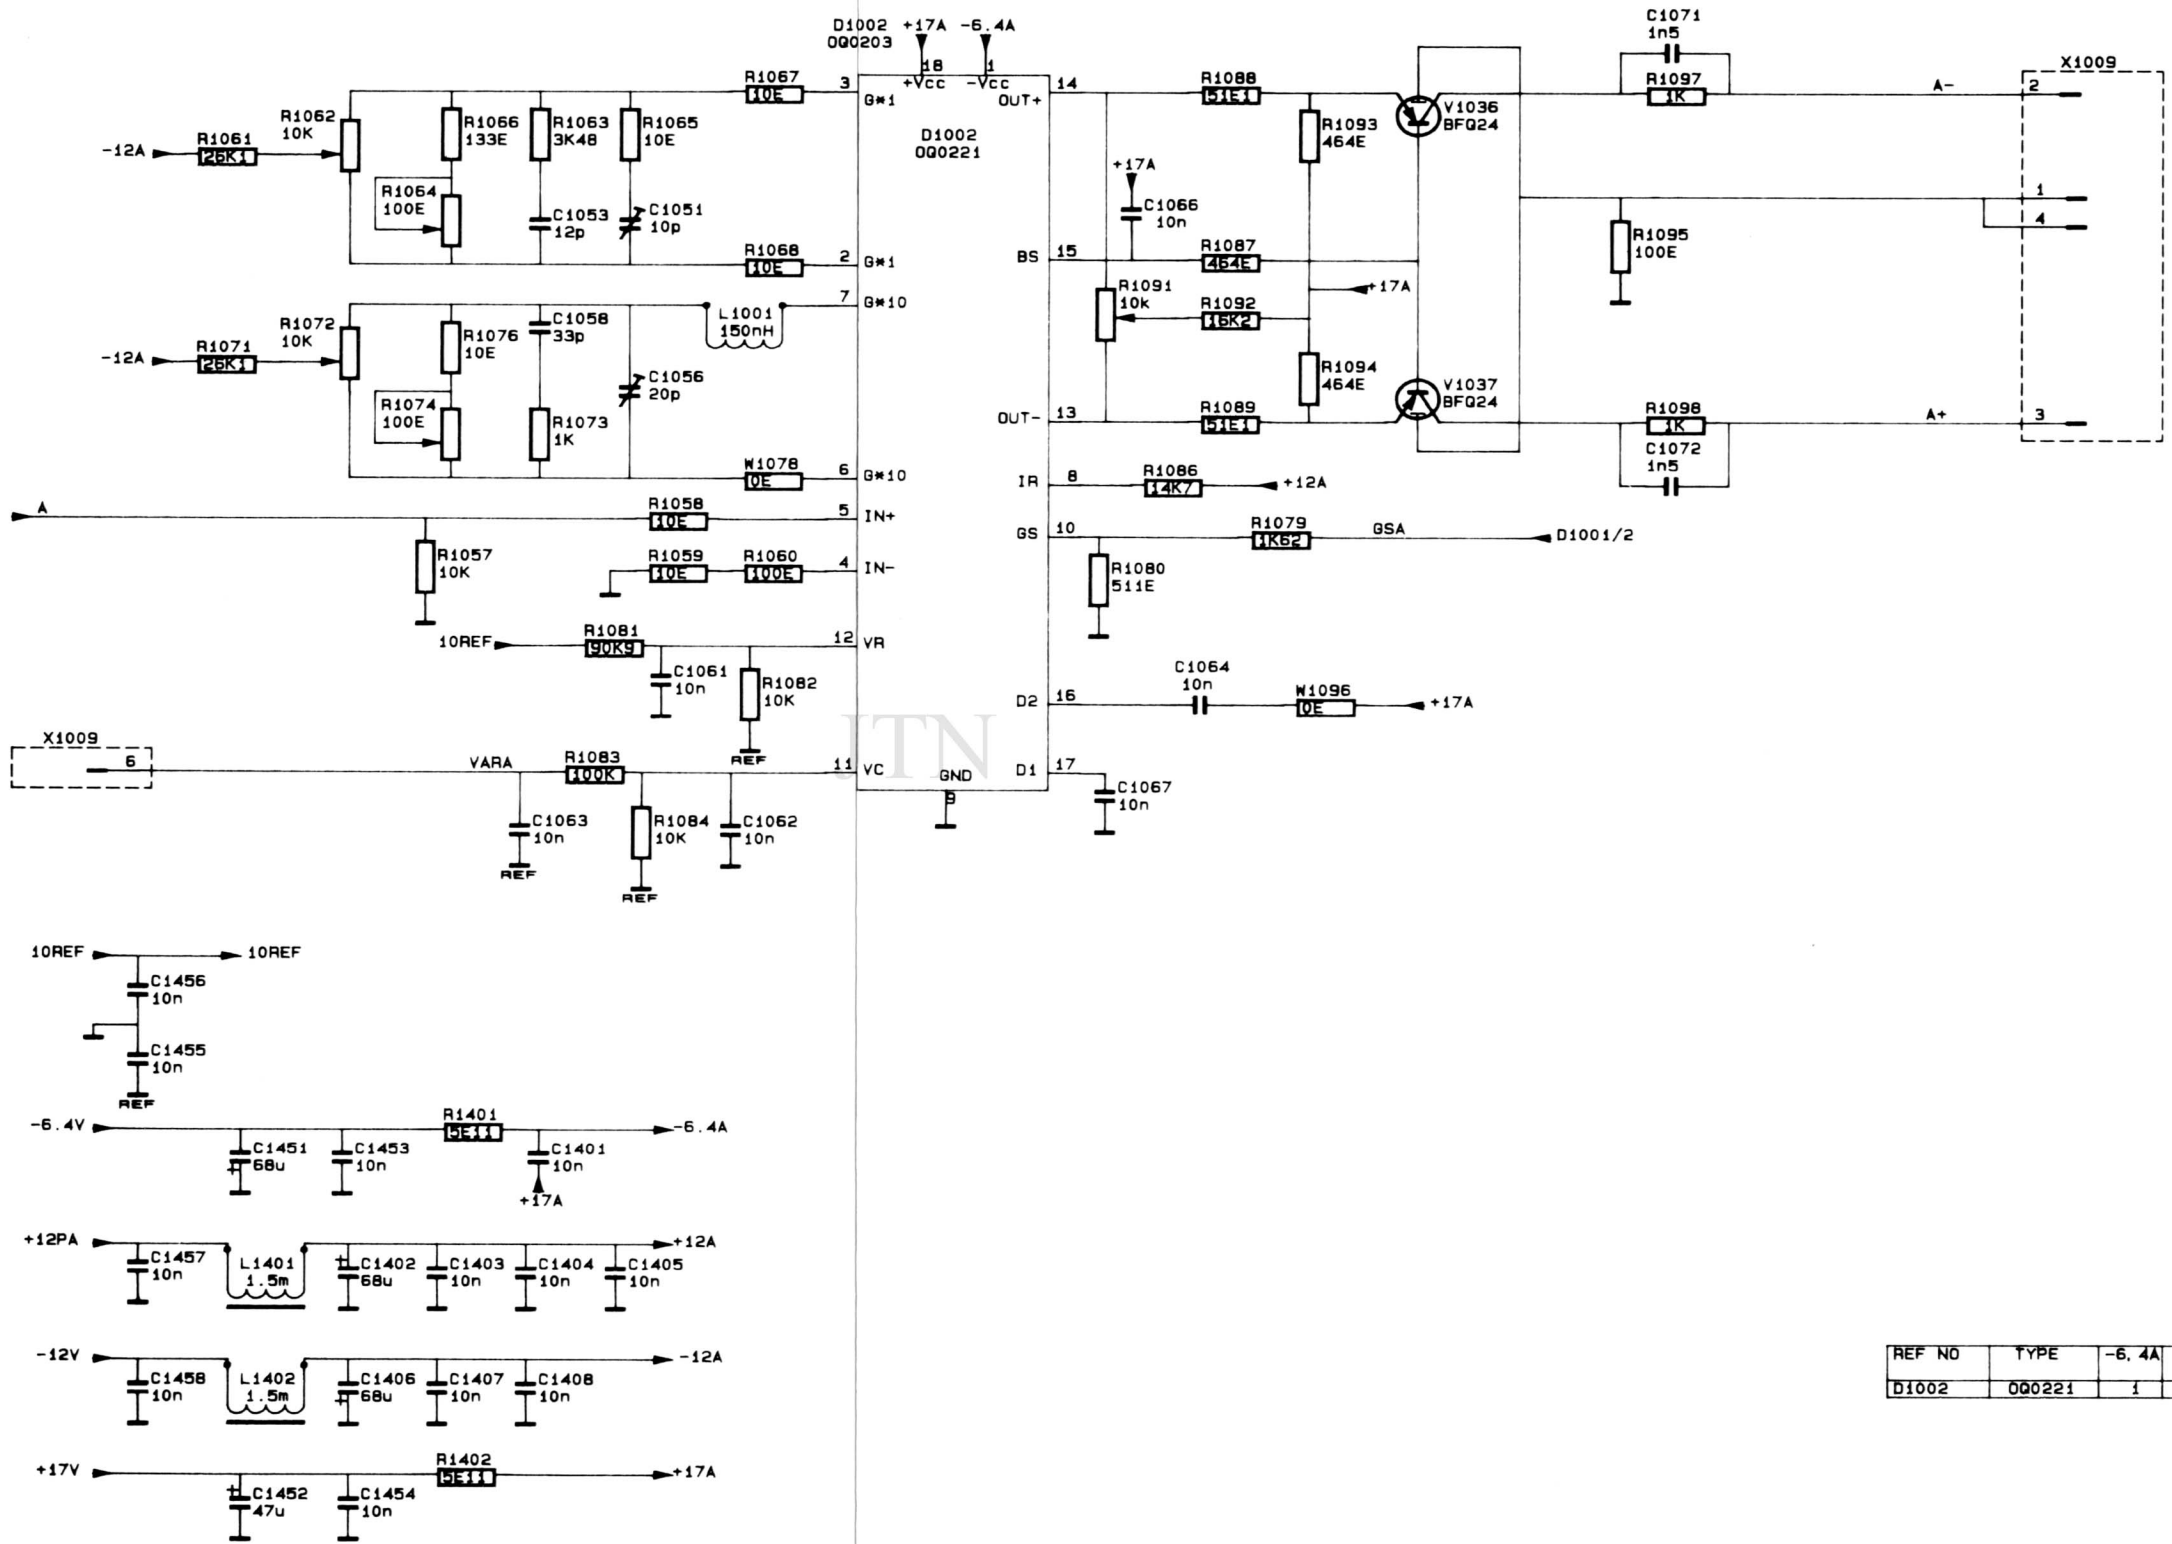 D1002 +17A -6.4A
OQ0203
18 1
+VCC -VCC
D1002
OQ0221
3 G*1
2 G*1
7 G*10
6 G*10
5 IN+
4 IN-
12 VR
11 VC
GND
9
OUT+ 14
BS 15
OUT- 13
IR 8
GS 10
D2 16
D1 17
-12A
R1061
26K1
R1062
10K
R1066
133E
R1064
100E
R1063
3K48
C1053
12p
R1065
10E
C1051
10p
R1067
10E
R1068
10E
-12A
R1071
26K1
R1072
10K
R1076
10E
R1074
100E
C1058
33p
R1073
1K
C1056
20p
L1001
150nH
W1078
0E
A
R1057
10K
R1058
10E
R1059
10E
R1060
100E
10REF
R1081
90K9
C1061
10n
R1082
10K
REF
X1009
6
VARA
R1083
100K
C1063
10n
REF
R1084
10K
REF
C1062
10n
JTN
R1088
51E1
R1093
464E
+17A
C1066
10n
R1087
464E
R1091
10k
R1092
16K2
+17A
R1094
464E
R1089
51E1
V1036
BFQ24
V1037
BFQ24
C1071
1n5
R1097
1K
A-
X1009
2
1
4
3
R1095
100E
R1098
1K
A+
C1072
1n5
R1086
14K7
+12A
R1079
1K62
GSA
D1001/2
R1080
511E
C1064
10n
W1096
0E
+17A
C1067
10n
10REF 10REF
C1456
10n
C1455
10n
REF
-6.4V
C1451
68u
+
C1453
10n
R1401
5E11
C1401
10n
+17A
-6.4A
+12PA
C1457
10n
L1401
1.5m
+
C1402
68u
C1403
10n
C1404
10n
C1405
10n
+12A
-12V
C1458
10n
L1402
1.5m
C1406
68u
+
C1407
10n
C1408
10n
-12A
+17V
+
C1452
47u
C1454
10n
R1402
5E11
+17A
REF NO TYPE -6, 4A
D1002 OQ0221 1